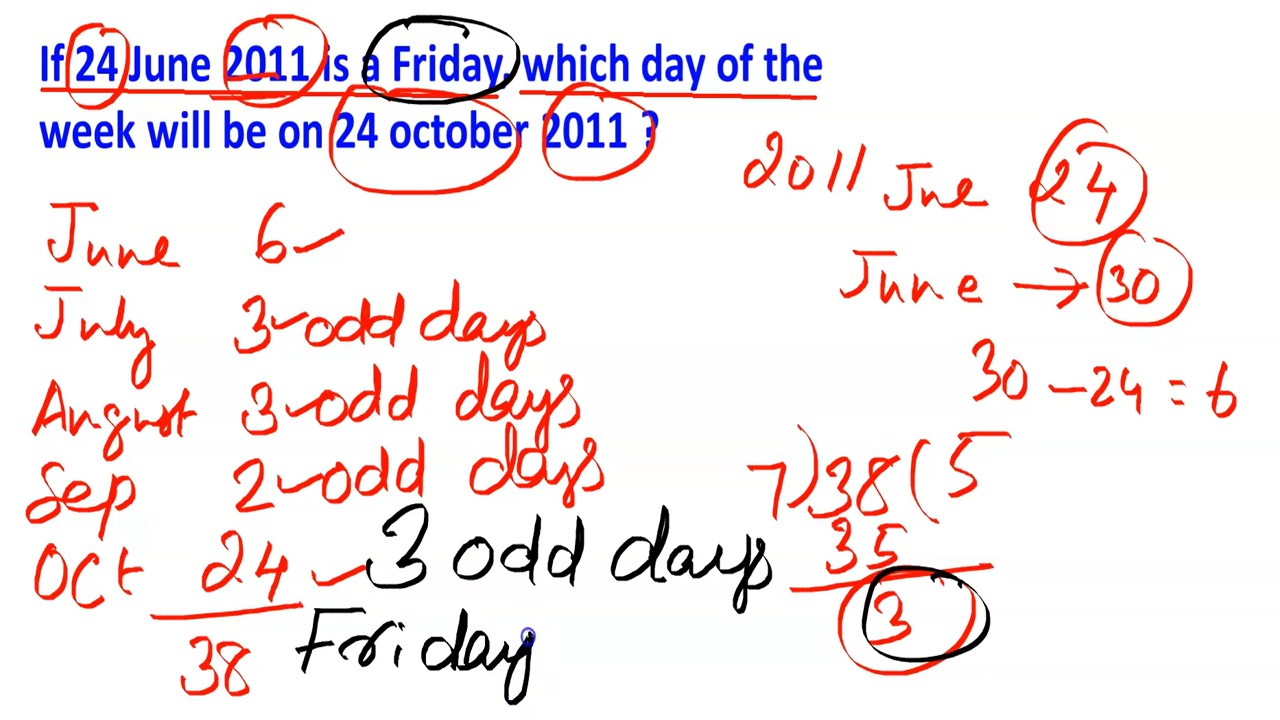 If 24 June 2011 is a Friday, which day of the
week will be on 24 october 2011 ?
2011 Jne 24
June → 30
30 - 24 = 6
June 6
July 3 odd days
August 3 odd days
Sep 2 odd days
Oct 24
38
7)38(5
35
3
3 odd days
Friday